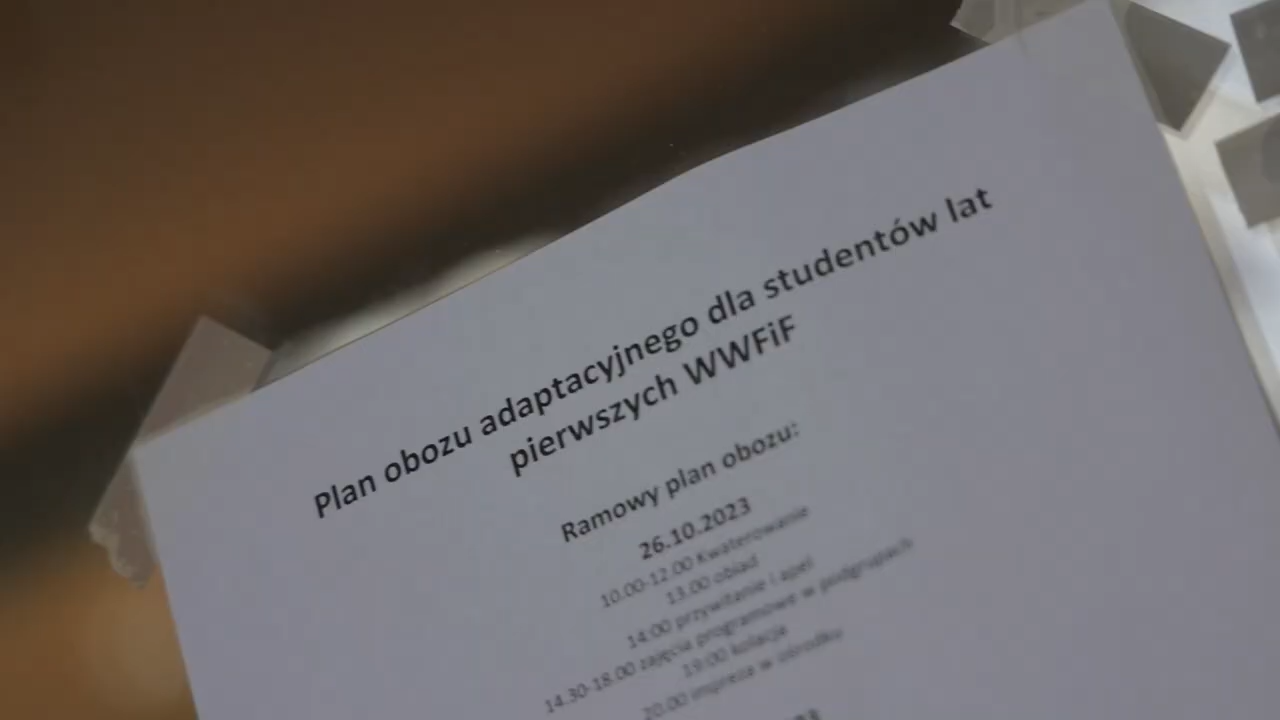 Plan obozu adaptacyjnego dla studentów lat
pierwszych WWFiF
Ramowy plan obozu:
26.10.2023
10.00-12.00 Kwaterowanie
13.00 obiad
14:00 przywitanie i apel
14.30-18.00 zajęcia programowe w podgrupach
19:00 kolacja
20.00 impreza w ośrodku